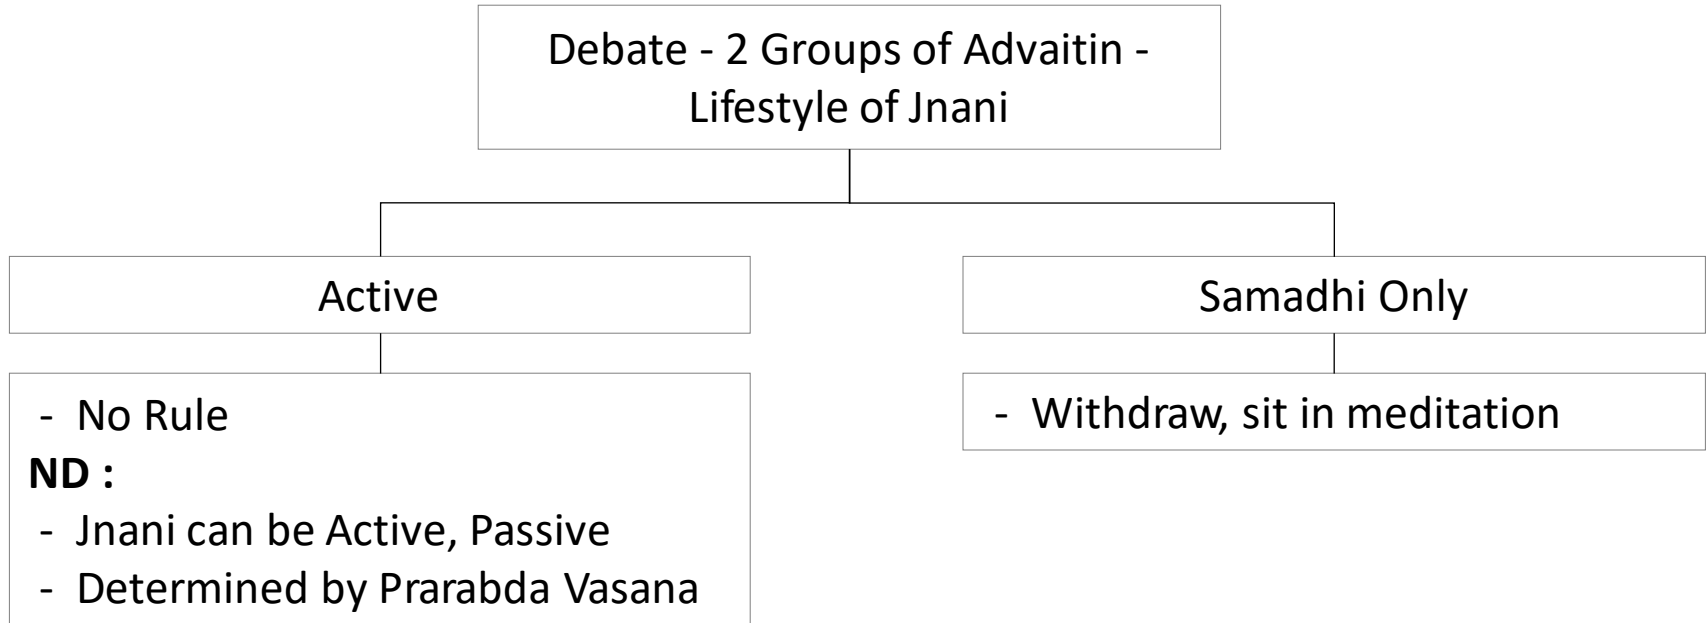 Debate - 2 Groups of Advaitin -
Lifestyle of Jnani
Active
Samadhi Only
- No Rule
ND :
- Jnani can be Active, Passive
- Determined by Prarabda Vasana
- Withdraw, sit in meditation